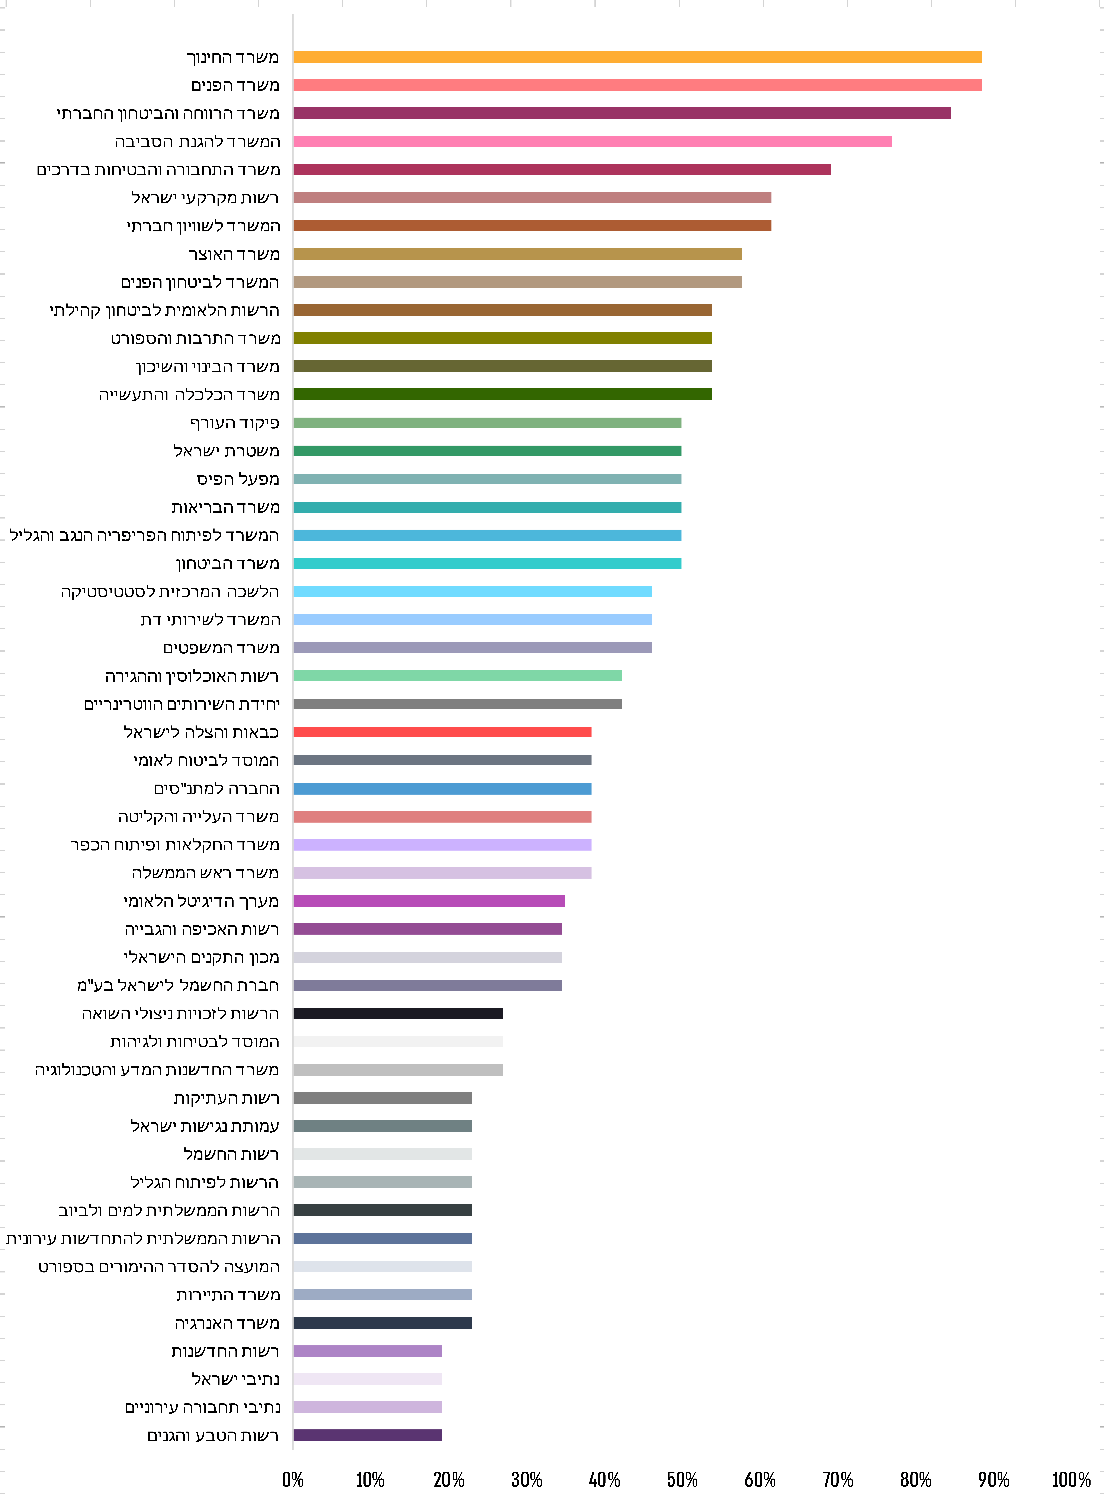 משרד החינוך
משרד הפנים
משרד הרווחה והביטחון החברתי
המשרד להגנת הסביבה
משרד התחבורה והבטיחות בדרכים
רשות מקרקעי ישראל
המשרד לשוויון חברתי
משרד האוצר
המשרד לביטחון הפנים
הרשות הלאומית לביטחון קהילתי
משרד התרבות והספורט
משרד הבינוי והשיכון
משרד הכלכלה והתעשייה
פיקוד העורף
משטרת ישראל
מפעל הפיס
משרד הבריאות
המשרד לפיתוח הפריפריה הנגב והגליל
משרד הביטחון
הלשכה המרכזית לסטטיסטיקה
המשרד לשירותי דת
משרד המשפטים
רשות האוכלוסין וההגירה
יחידת השירותים הווטרינריים
כבאות והצלה לישראל
המוסד לביטוח לאומי
החברה למתנ"סים
משרד העלייה והקליטה
משרד החקלאות ופיתוח הכפר
משרד ראש הממשלה
מערך הדיגיטל הלאומי
רשות האכיפה והגבייה
מכון התקנים הישראלי
חברת החשמל לישראל בע"מ
הרשות לזכויות ניצולי השואה
המוסד לבטיחות ולגיהות
משרד החדשנות המדע והטכנולוגיה
רשות העתיקות
עמותת נגישות ישראל
רשות החשמל
הרשות לפיתוח הגליל
הרשות הממשלתית למים ולביוב
הרשות הממשלתית להתחדשות עירונית
המועצה להסדר ההימורים בספורט
משרד התיירות
משרד האנרגיה
רשות החדשנות
נתיבי ישראל
נתיבי תחבורה עירוניים
רשות הטבע והגנים
0% 10% 20% 30% 40% 50% 60% 70% 80% 90% 100%